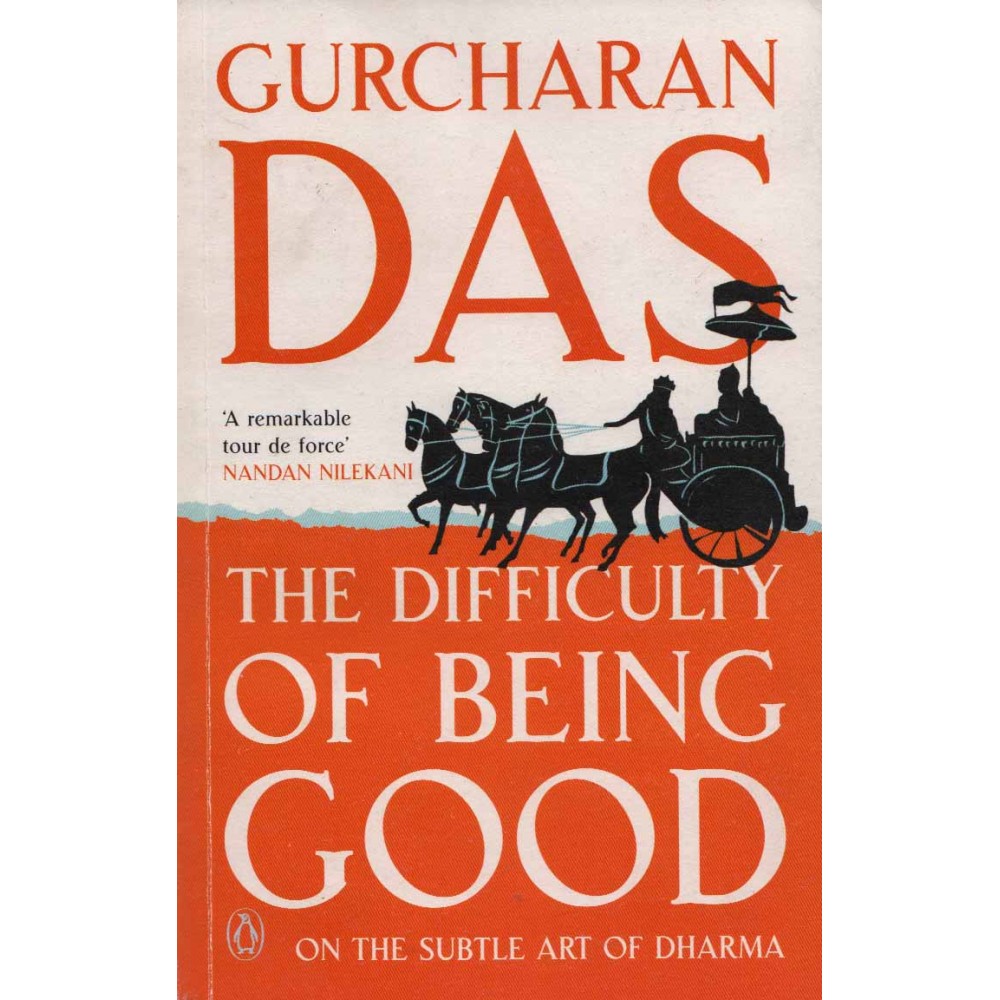 GURCHARAN
DAS
'A remarkable
tour de force'
NANDAN NILEKANI
THE DIFFICULTY
OF BEING
GOOD
ON THE SUBTLE ART OF DHARMA